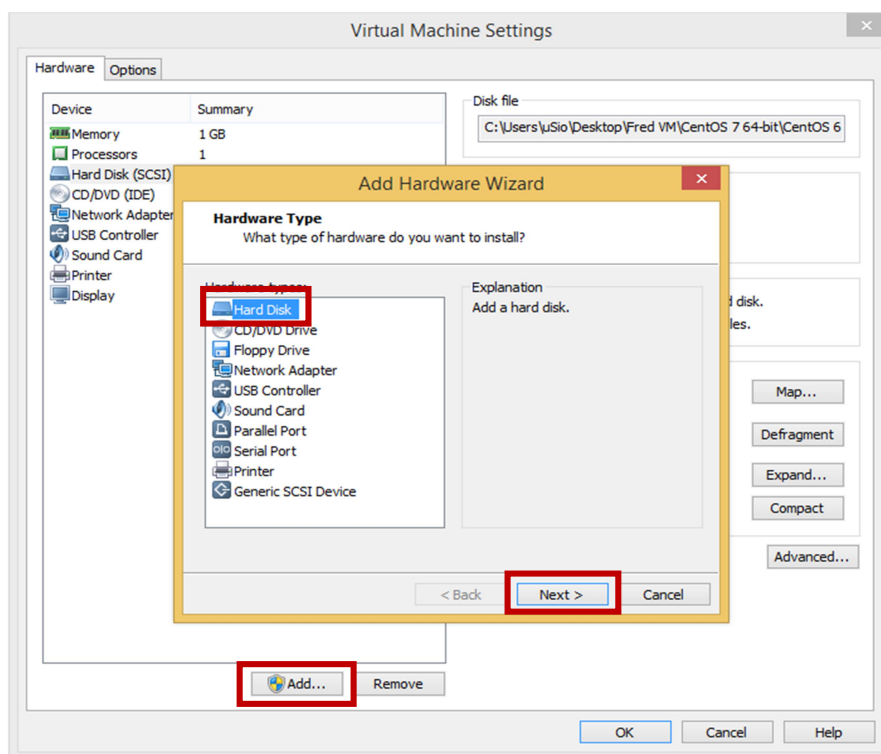 Virtual Machine Settings
Hardware Options
Device Summary
Memory 1 GB
Processors 1
Hard Disk (SCSI)
CD/DVD (IDE)
Network Adapter
USB Controller
Sound Card
Printer
Display
Disk file
C:\Users\uSio\Desktop\Fred VM\CentOS 7 64-bit\CentOS 6
disk.
les.
Map...
Defragment
Expand...
Compact
Advanced...
Add Hardware Wizard
Hardware Type
What type of hardware do you want to install?
Hardware types:
Hard Disk
CD/DVD Drive
Floppy Drive
Network Adapter
USB Controller
Sound Card
Parallel Port
Serial Port
Printer
Generic SCSI Device
Explanation
Add a hard disk.
< Back Next > Cancel
Add... Remove
OK Cancel Help